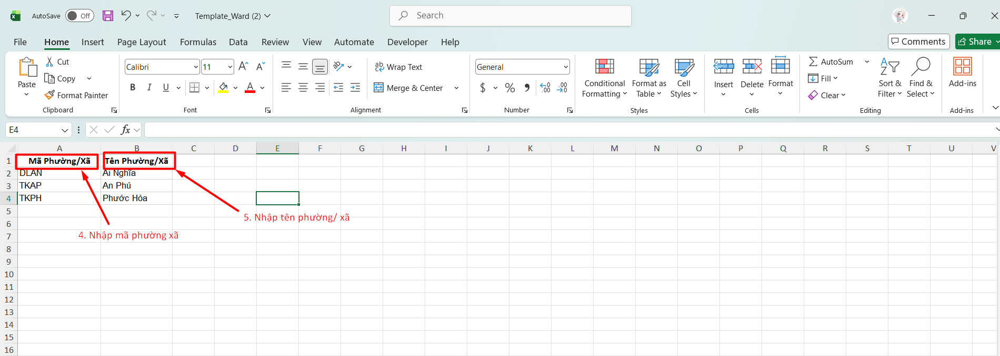 AutoSave Off Template_Ward (2) Search
File Home Insert Page Layout Formulas Data Review View Automate Developer Help Comments Share
Paste Cut Copy Format Painter Clipboard
Calibri 11 B I U A Font
Wrap Text Merge & Center Alignment
General $ % Number
Conditional Formatting Format as Table Cell Styles Styles
Insert Delete Format Cells
AutoSum Fill Clear Sort & Filter Find & Select Editing
Add-ins Add-ins
E4 fx
A B C D E F G H I J K L M N O P Q R S T U V
1 Mã Phường/Xã Tên Phường/Xã
2 DLAN Ái Nghĩa
3 TKAP An Phú
4 TKPH Phước Hòa
5
5. Nhập tên phường/ xã
6
7
4. Nhập mã phường xã
8
9
10
11
12
13
14
15
16